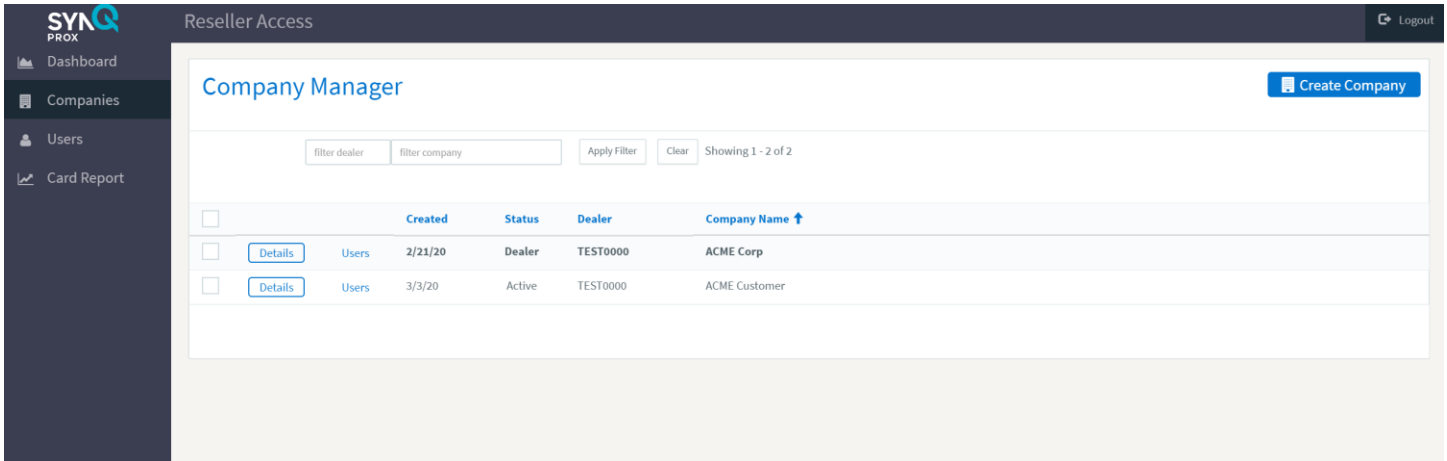 SYNQ
PROX
Reseller Access
Logout
Dashboard
Companies
Users
Card Report
Company Manager
Create Company
filter dealer filter company Apply Filter Clear Showing 1 - 2 of 2
Created Status Dealer Company Name
Details Users 2/21/20 Dealer TEST0000 ACME Corp
Details Users 3/3/20 Active TEST0000 ACME Customer